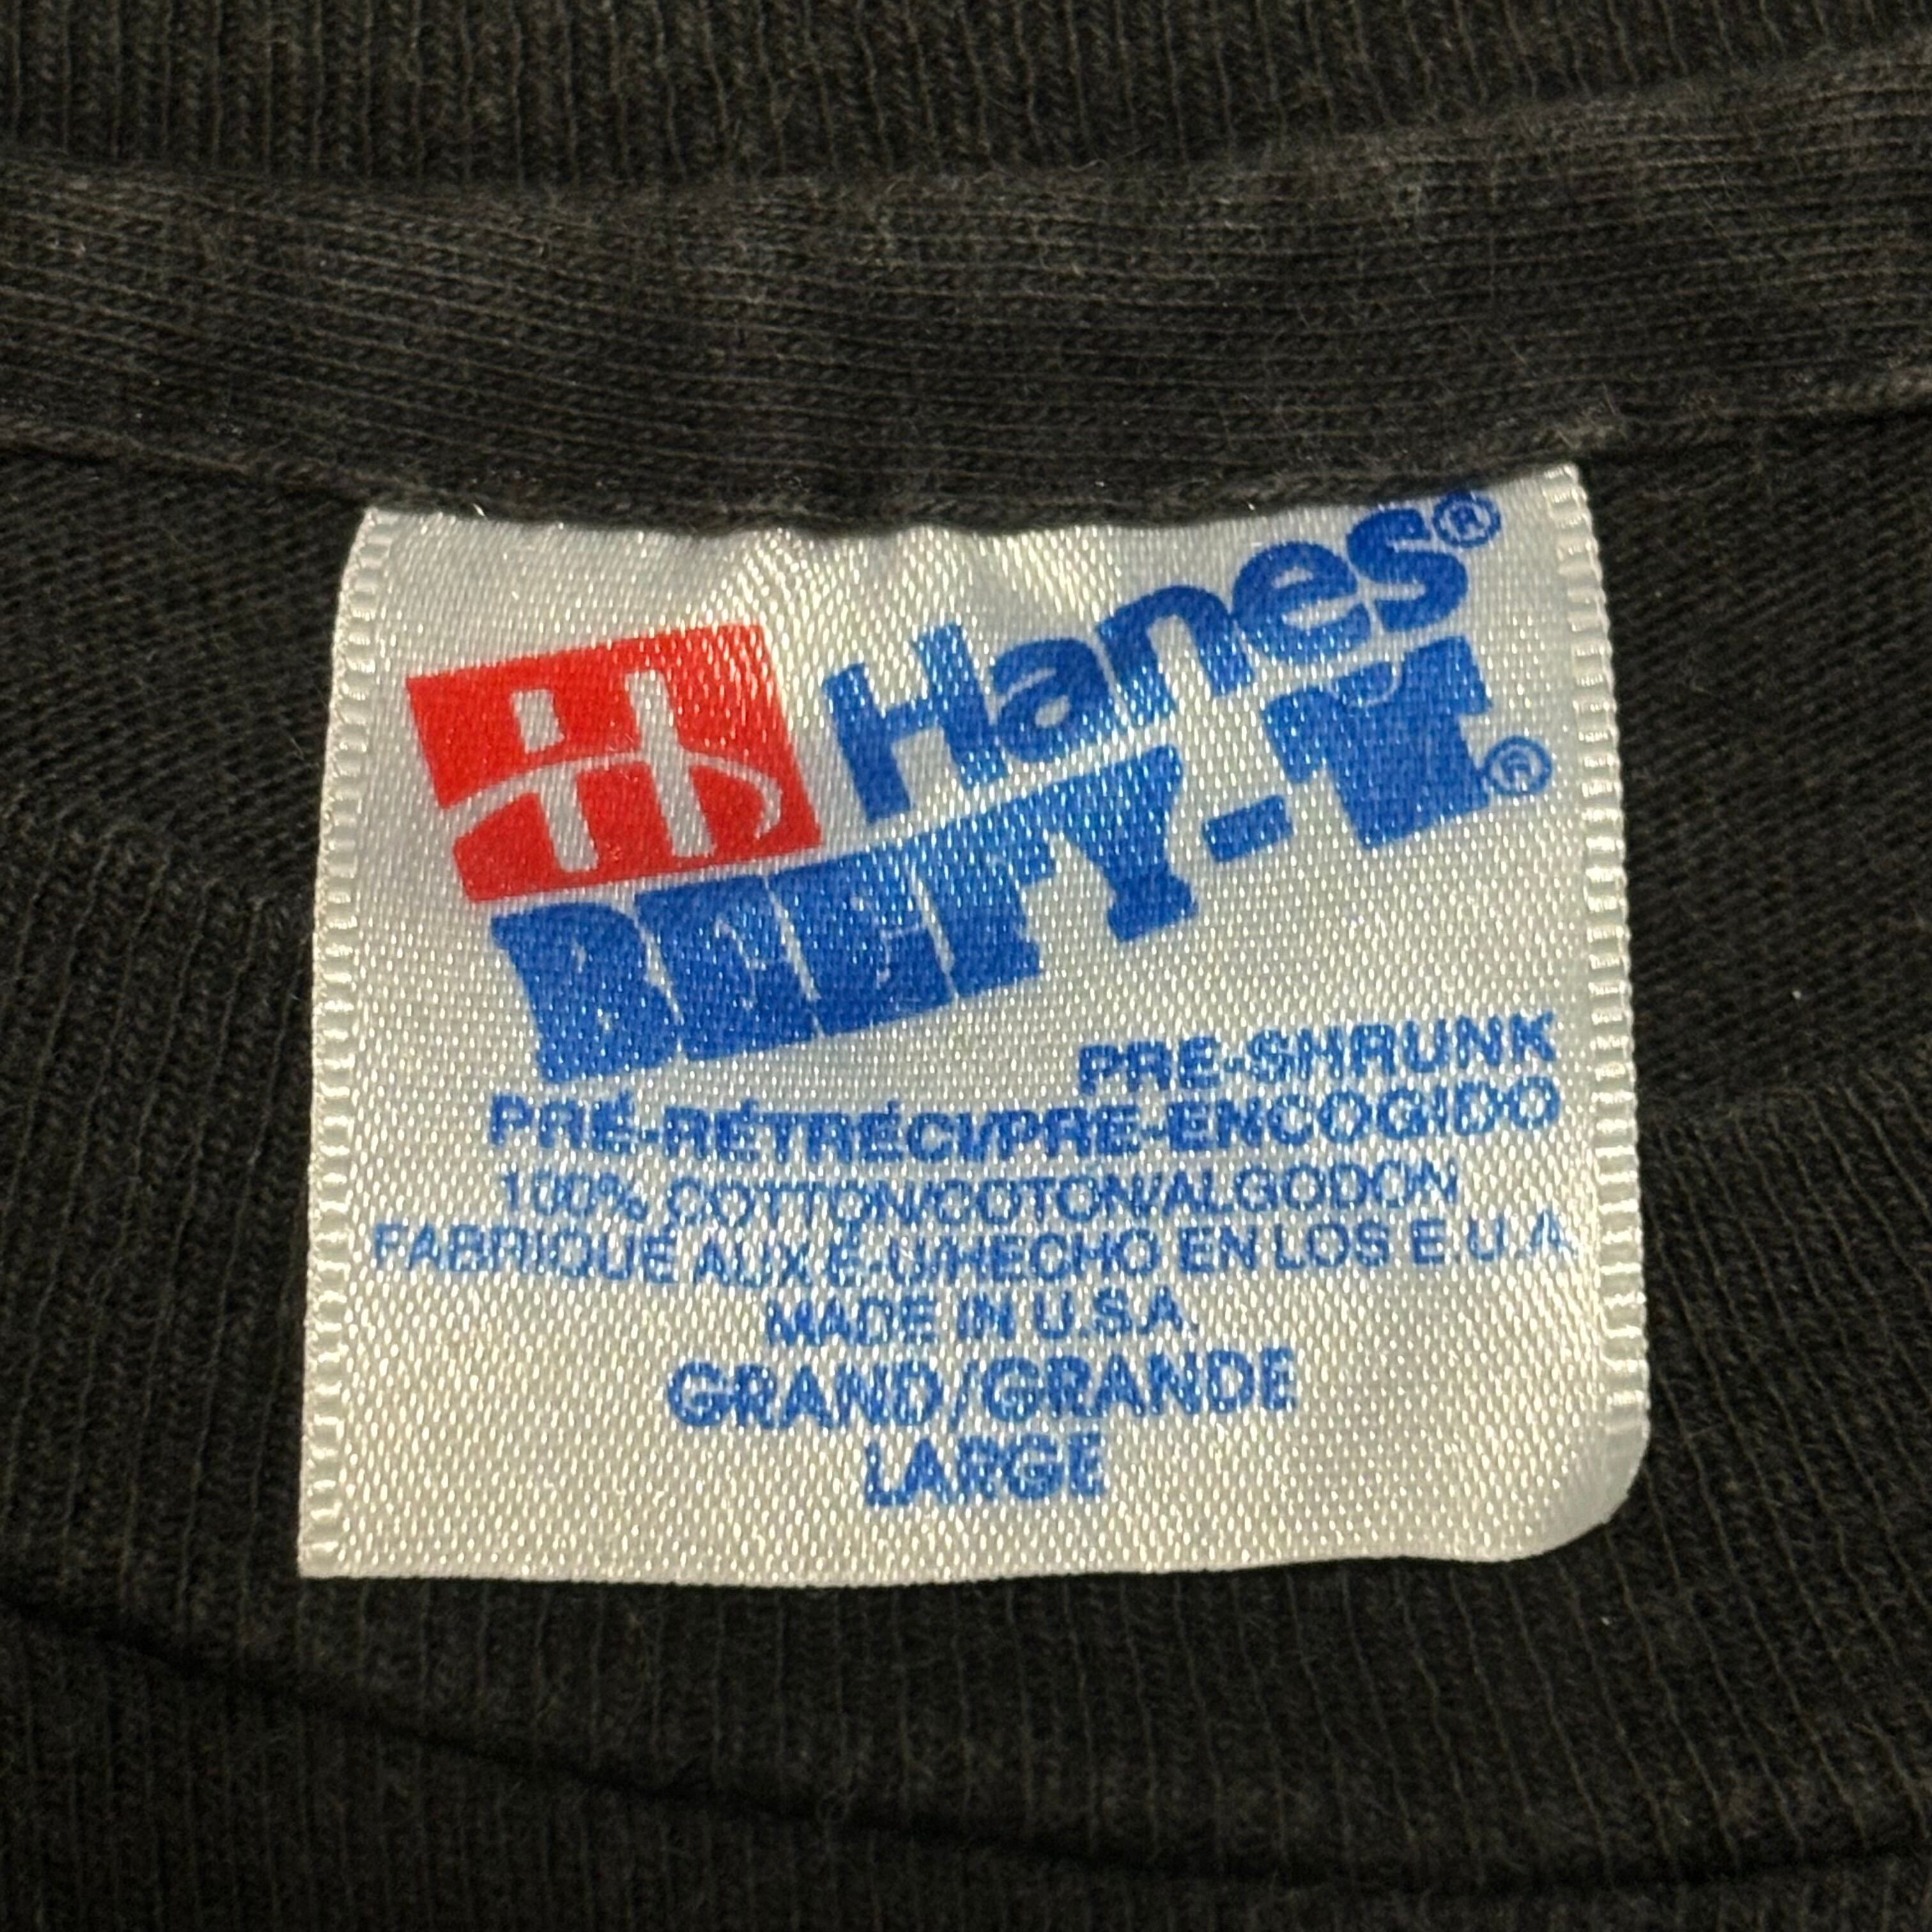 Hanes®
BEEFY-T®
PRE-SHRUNK
PRÉ-RÉTRÉCI/PRE-ENCOGIDO
100% COTTON/COTON/ALGODON
FABRIQUÉ AUX É.-U/HECHO EN LOS E.U.A
MADE IN U.S.A.
GRAND/GRANDE
LARGE